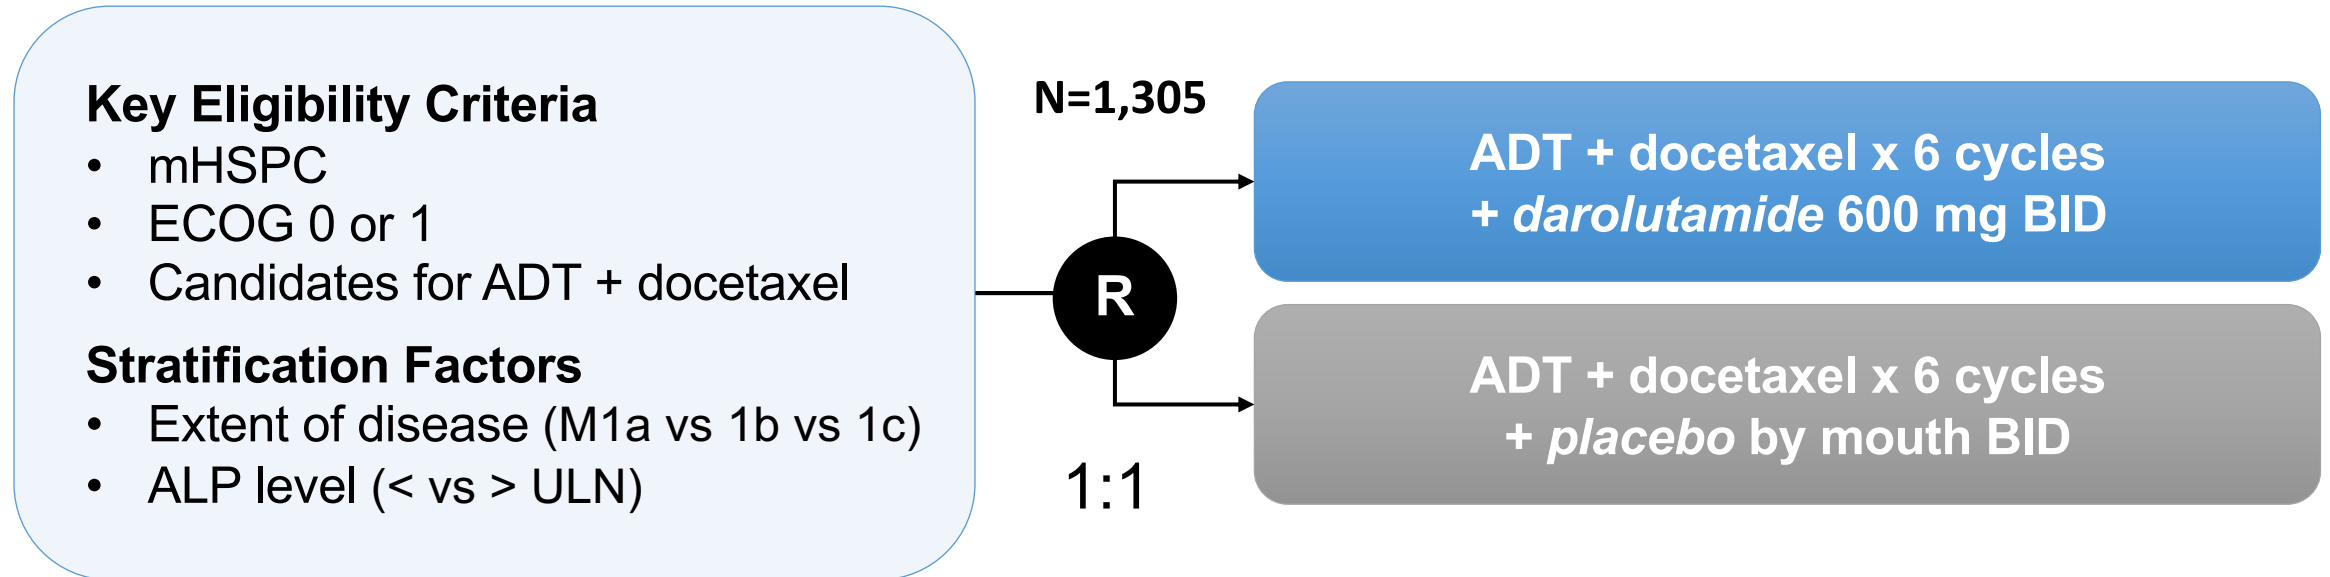 Key Eligibility Criteria
• mHSPC
• ECOG 0 or 1
• Candidates for ADT + docetaxel
Stratification Factors
• Extent of disease (M1a vs 1b vs 1c)
• ALP level (< vs > ULN)
N=1,305
R
1:1
ADT + docetaxel x 6 cycles
+ darolutamide 600 mg BID
ADT + docetaxel x 6 cycles
+ placebo by mouth BID